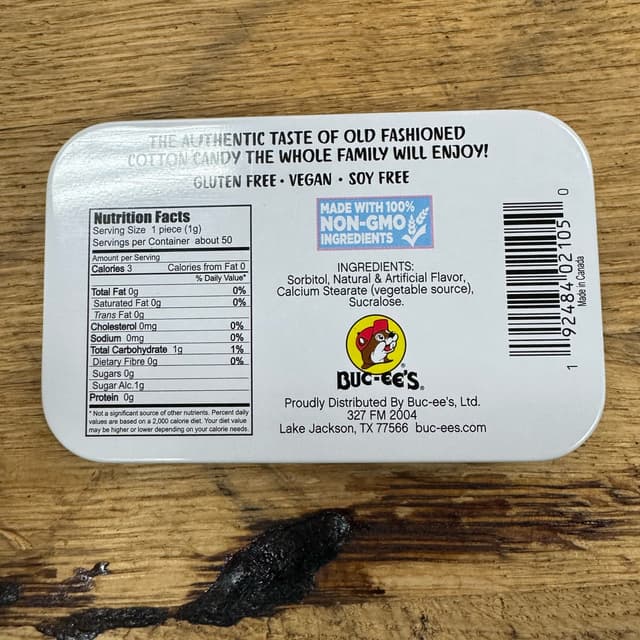 THE AUTHENTIC TASTE OF OLD FASHIONED
COTTON CANDY THE WHOLE FAMILY WILL ENJOY!
GLUTEN FREE • VEGAN • SOY FREE
Nutrition Facts
Serving Size 1 piece (1g)
Servings per Container about 50
Amount per Serving
Calories 3 Calories from Fat 0
% Daily Value*
Total Fat 0g 0%
Saturated Fat 0g 0%
Trans Fat 0g
Cholesterol 0mg 0%
Sodium 0mg 0%
Total Carbohydrate 1g 1%
Dietary Fibre 0g 0%
Sugars 0g
Sugar Alc.1g
Protein 0g
* Not a significant source of other nutrients. Percent daily
values are based on a 2,000 calorie diet. Your diet value
may be higher or lower depending on your calorie needs.
MADE WITH 100%
NON-GMO
INGREDIENTS
INGREDIENTS:
Sorbitol, Natural & Artificial Flavor,
Calcium Stearate (vegetable source),
Sucralose.
BUC-EE'S®
Proudly Distributed By Buc-ee's, Ltd.
327 FM 2004
Lake Jackson, TX 77566 buc-ees.com
1 92484 02105 0
Made in Canada